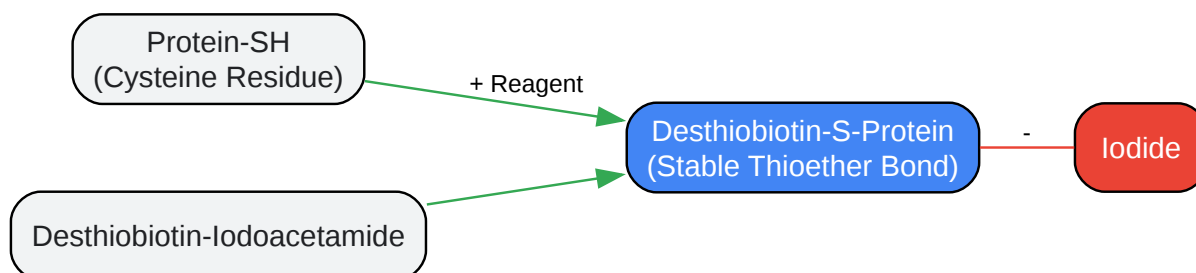 Protein-SH
(Cysteine Residue)
+ Reagent
Desthiobiotin-S-Protein
(Stable Thioether Bond)
-
Iodide
Desthiobiotin-Iodoacetamide